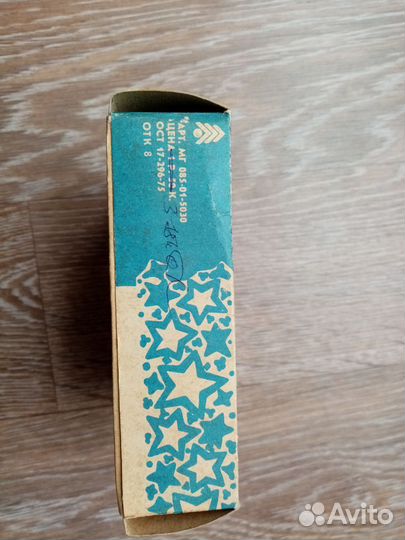 АРТ. МГ 085-01-5030
ЦЕНА К.
ОСТ 17-296-75
ОТК 8
Avito